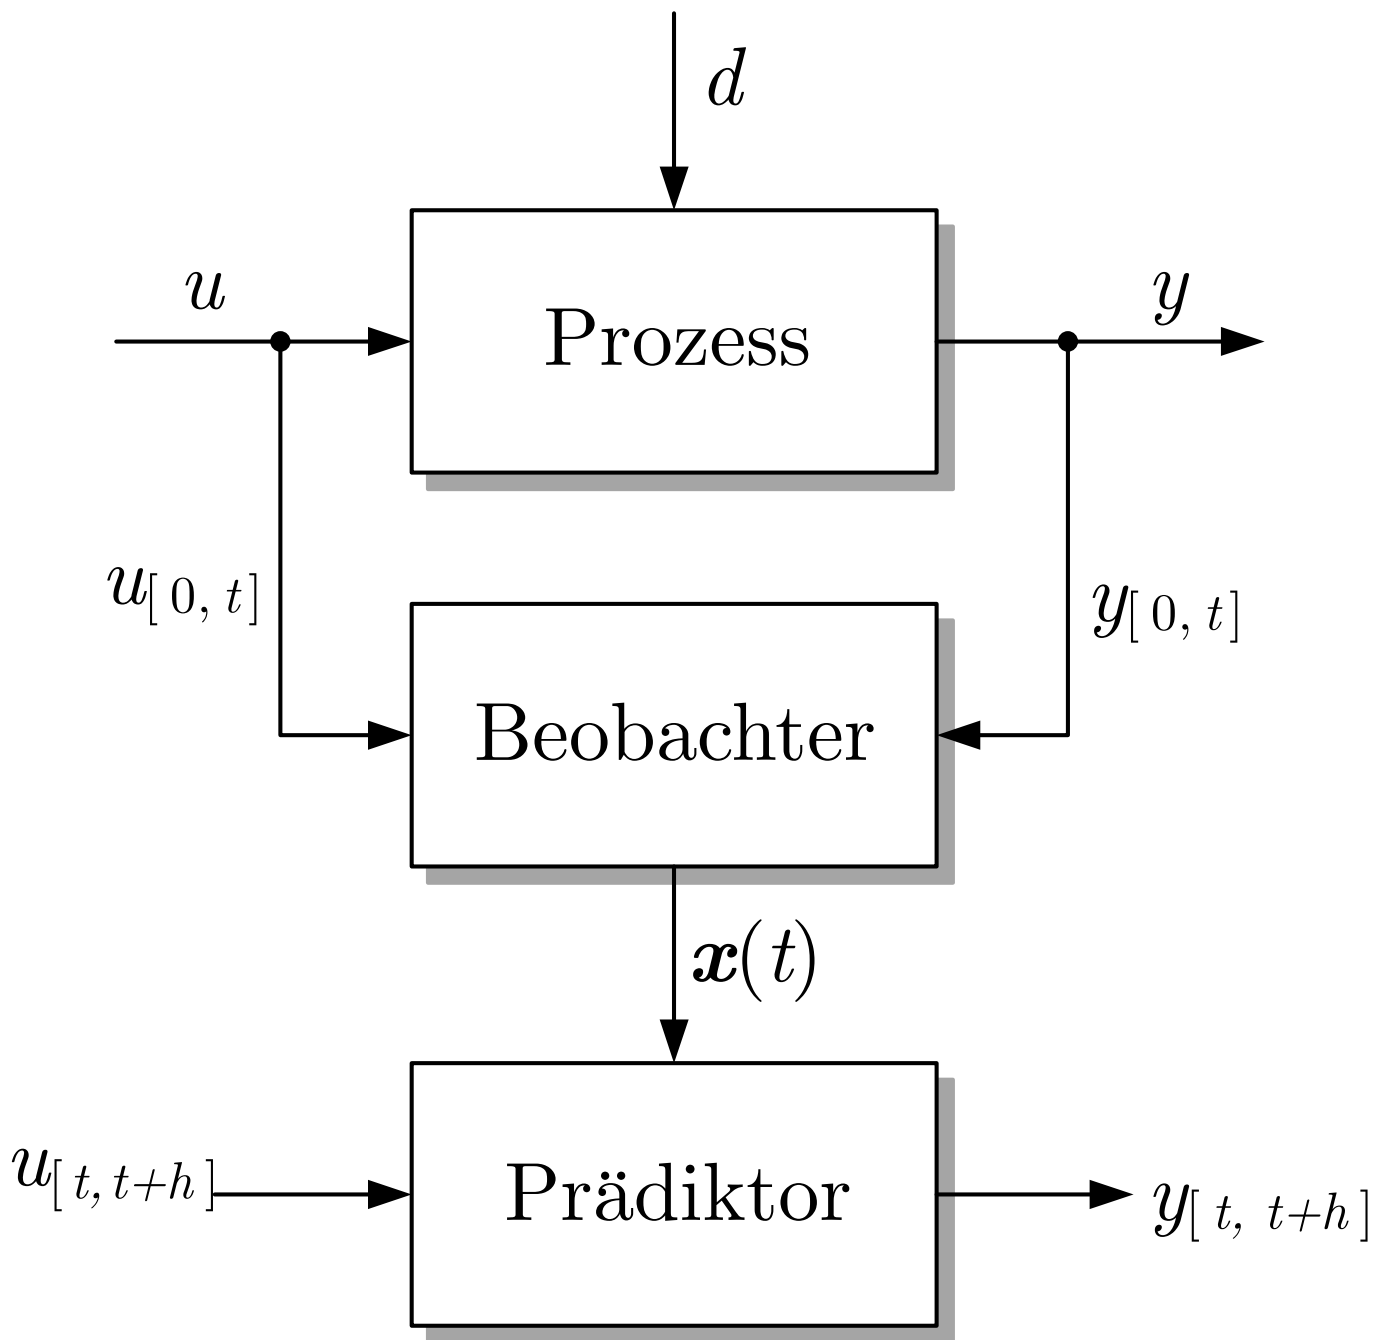 d
u
y
Prozess
u[0, t]
y[0, t]
Beobachter
x(t)
u[t, t+h]
Prädiktor
y[t, t+h]